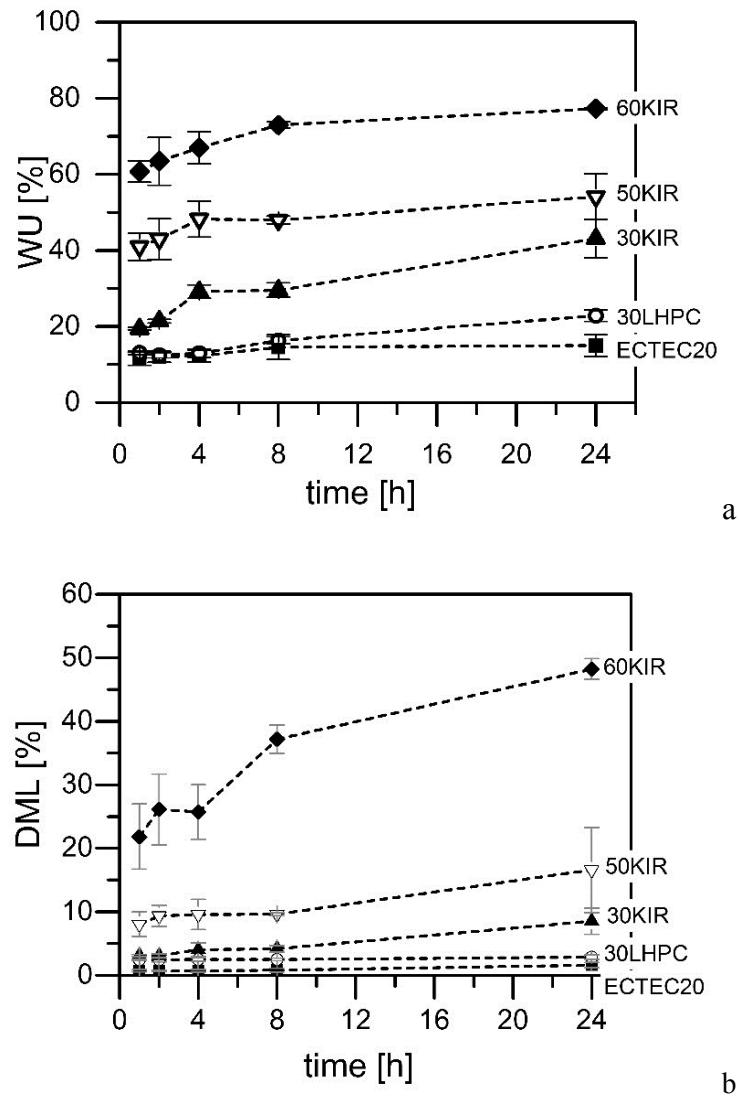 100
80
60
40
20
0
WU [%]
60KIR
50KIR
30KIR
30LHPC
ECTEC20
0 4 8 12 16 20 24
time [h]
a
60
50
40
30
20
10
0
DML [%]
60KIR
50KIR
30KIR
30LHPC
ECTEC20
0 4 8 12 16 20 24
time [h]
b